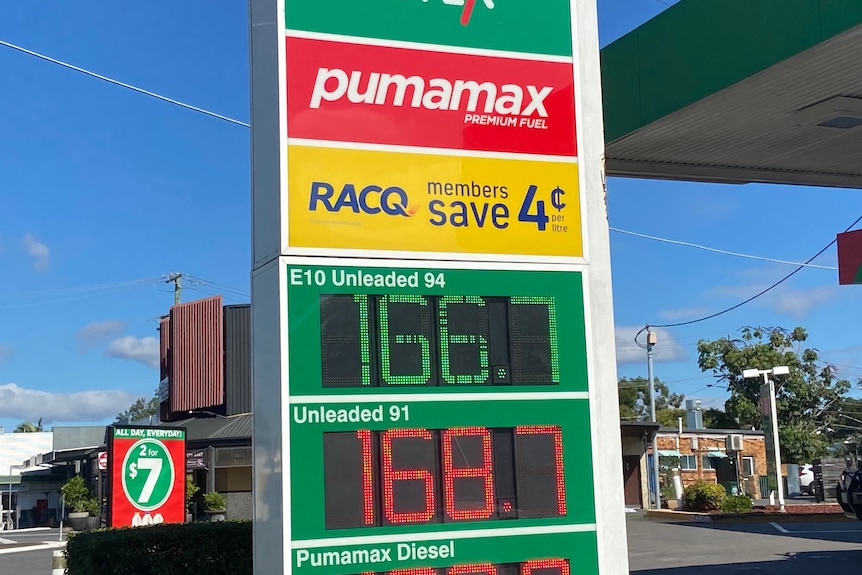 pumamax
PREMIUM FUEL
RACQ members save 4¢ per litre
E10 Unleaded 94
166.7
Unleaded 91
168.7
Pumamax Diesel
ALL DAY, EVERYDAY!
2 for
$7